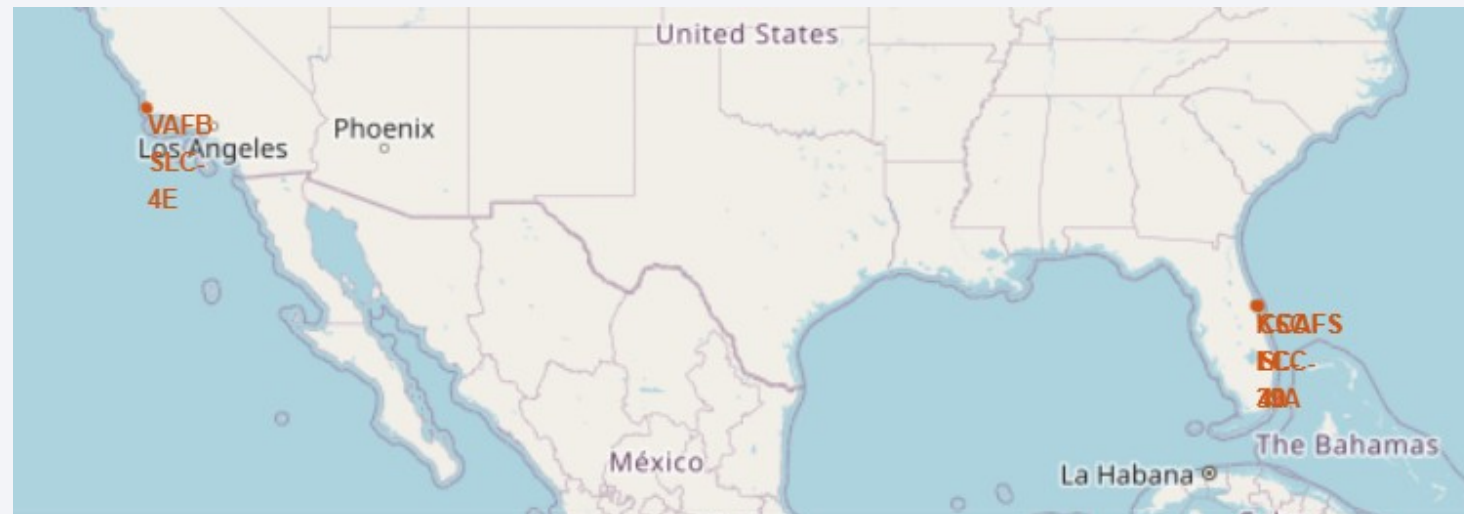 United States
VAFB
SLC-
4E
Los Angeles
Phoenix
México
The Bahamas
La Habana